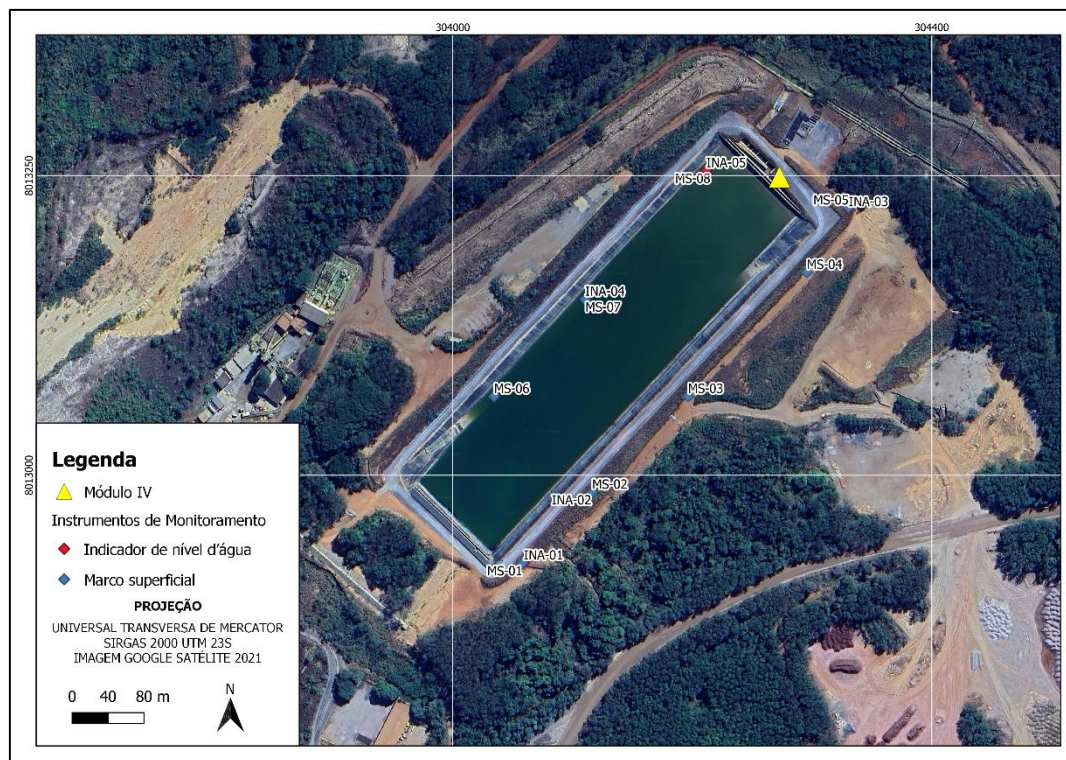 304000
304400
8013250
INA-05
MS-08
MS-05
INA-03
MS-04
INA-04
MS-07
MS-06
MS-03
8013000
MS-02
INA-02
INA-01
MS-01
Legenda
Módulo IV
Instrumentos de Monitoramento
Indicador de nível d'água
Marco superficial
PROJEÇÃO
UNIVERSAL TRANSVERSA DE MERCATOR
SIRGAS 2000 UTM 23S
IMAGEM GOOGLE SATÉLITE 2021
0 40 80 m
N